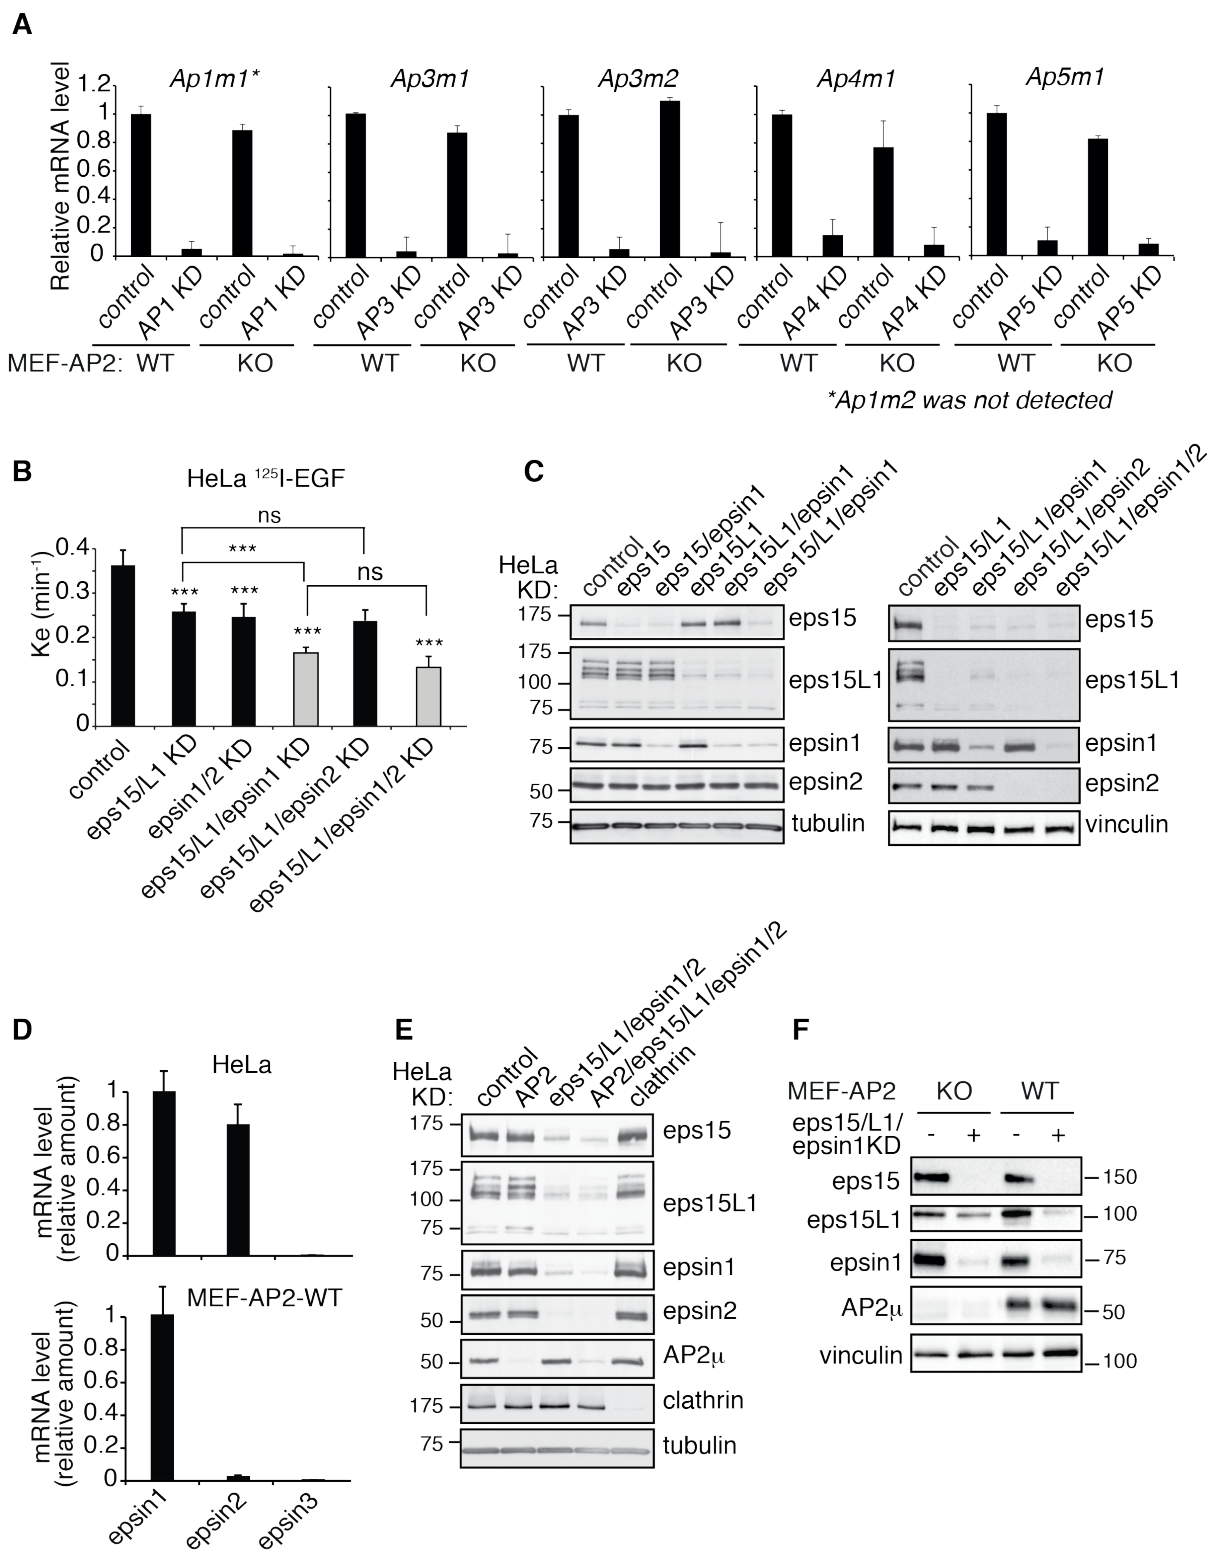 A
Ap1m1* Ap3m1 Ap3m2 Ap4m1 Ap5m1
Relative mRNA level
1.2
1
0.8
0.6
0.4
0.2
0
control AP1 KD control AP1 KD control AP3 KD control AP3 KD control AP3 KD control AP3 KD control AP4 KD control AP4 KD control AP5 KD control AP5 KD
MEF-AP2: WT KO WT KO WT KO WT KO WT KO
*Ap1m2 was not detected
B
HeLa ¹²⁵I-EGF
ns
***
ns
*** *** *** ***
Ke (min⁻¹)
0.4
0.3
0.2
0.1
0
control
eps15/L1 KD
epsin1/2 KD
eps15/L1/epsin1 KD
eps15/L1/epsin2 KD
eps15/L1/epsin1/2 KD
C
HeLa
KD:
control
eps15
eps15/epsin1
eps15L1
eps15L1/epsin1
eps15/L1/epsin1
175 eps15
175
100 eps15L1
75
75 epsin1
50 epsin2
75 tubulin
control
eps15/L1
eps15/L1/epsin1
eps15/L1/epsin2
eps15/L1/epsin1/2
eps15
eps15L1
epsin1
epsin2
vinculin
D
HeLa
mRNA level
(relative amount)
1
0.8
0.6
0.4
0.2
0
MEF-AP2-WT
mRNA level
(relative amount)
1
0.8
0.6
0.4
0.2
0
epsin1 epsin2 epsin3
E
HeLa
KD:
control
AP2
eps15/L1/epsin1/2
AP2/eps15/L1/epsin1/2
clathrin
175 eps15
175
100 eps15L1
75
75 epsin1
50 epsin2
50 AP2μ
175 clathrin
75 tubulin
F
MEF-AP2 KO WT
eps15/L1/
epsin1KD - + - +
eps15 150
eps15L1 100
epsin1 75
AP2μ 50
vinculin 100